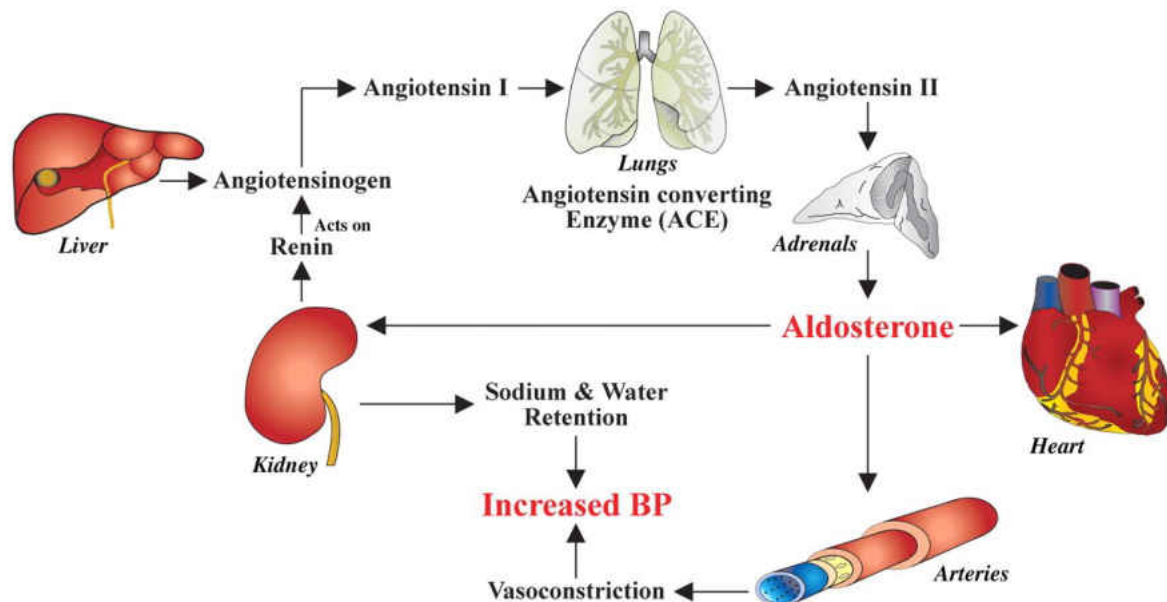 Angiotensin I
Angiotensin II
Lungs
Angiotensin converting
Enzyme (ACE)
Angiotensinogen
Liver
Acts on
Renin
Adrenals
Aldosterone
Sodium & Water
Retention
Kidney
Heart
Increased BP
Vasoconstriction
Arteries